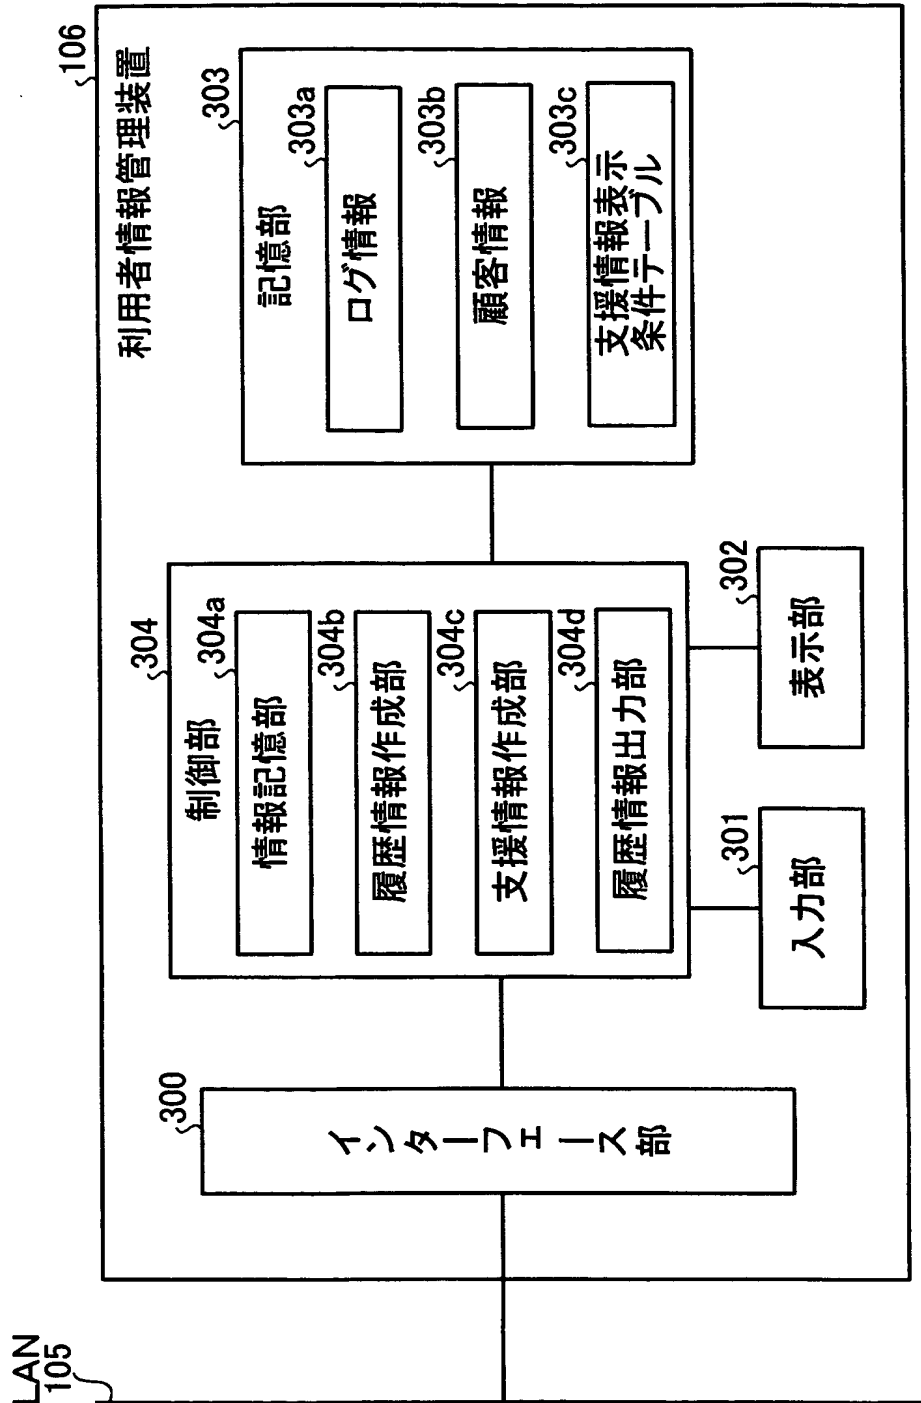 LAN
105
106
利用者情報管理装置
300
インターフェース部
304
制御部
304a
情報記憶部
304b
履歴情報作成部
304c
支援情報作成部
304d
履歴情報出力部
301
入力部
302
表示部
303
記憶部
303a
ログ情報
303b
顧客情報
303c
支援情報表示
条件テーブル